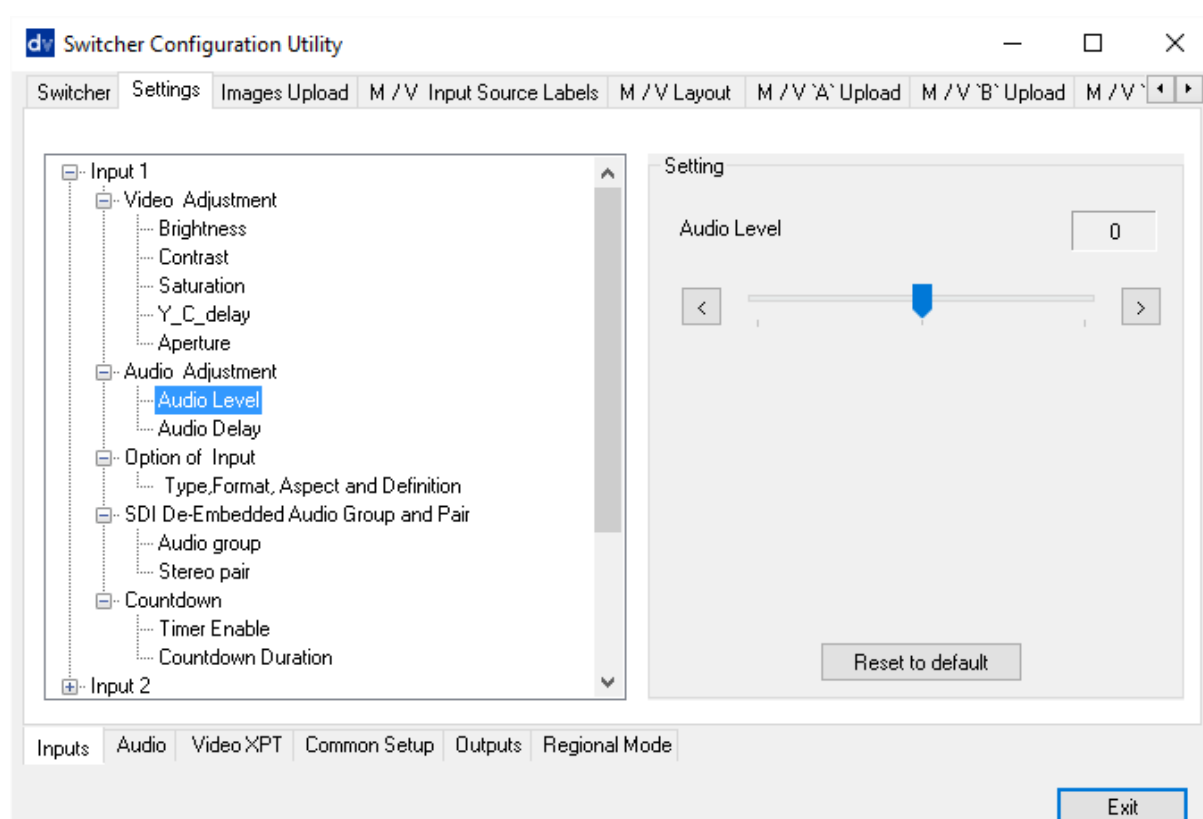 dv Switcher Configuration Utility
Switcher Settings Images Upload M / V Input Source Labels M / V Layout M / V `A` Upload M / V `B` Upload M / V `
Input 1
Video Adjustment
Brightness
Contrast
Saturation
Y_C_delay
Aperture
Audio Adjustment
Audio Level
Audio Delay
Option of Input
Type,Format, Aspect and Definition
SDI De-Embedded Audio Group and Pair
Audio group
Stereo pair
Countdown
Timer Enable
Countdown Duration
Input 2
Setting
Audio Level 0
< >
Reset to default
Inputs Audio Video XPT Common Setup Outputs Regional Mode
Exit